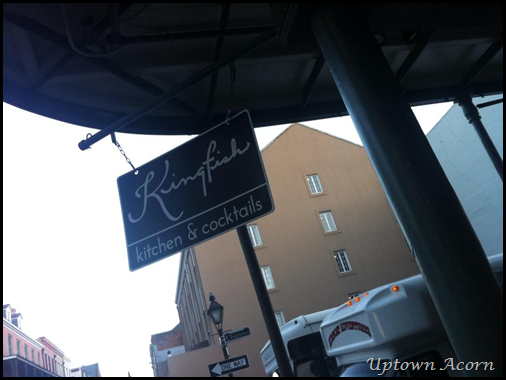 Kingfish
kitchen & cocktails
ONE WAY
Uptown Acorn